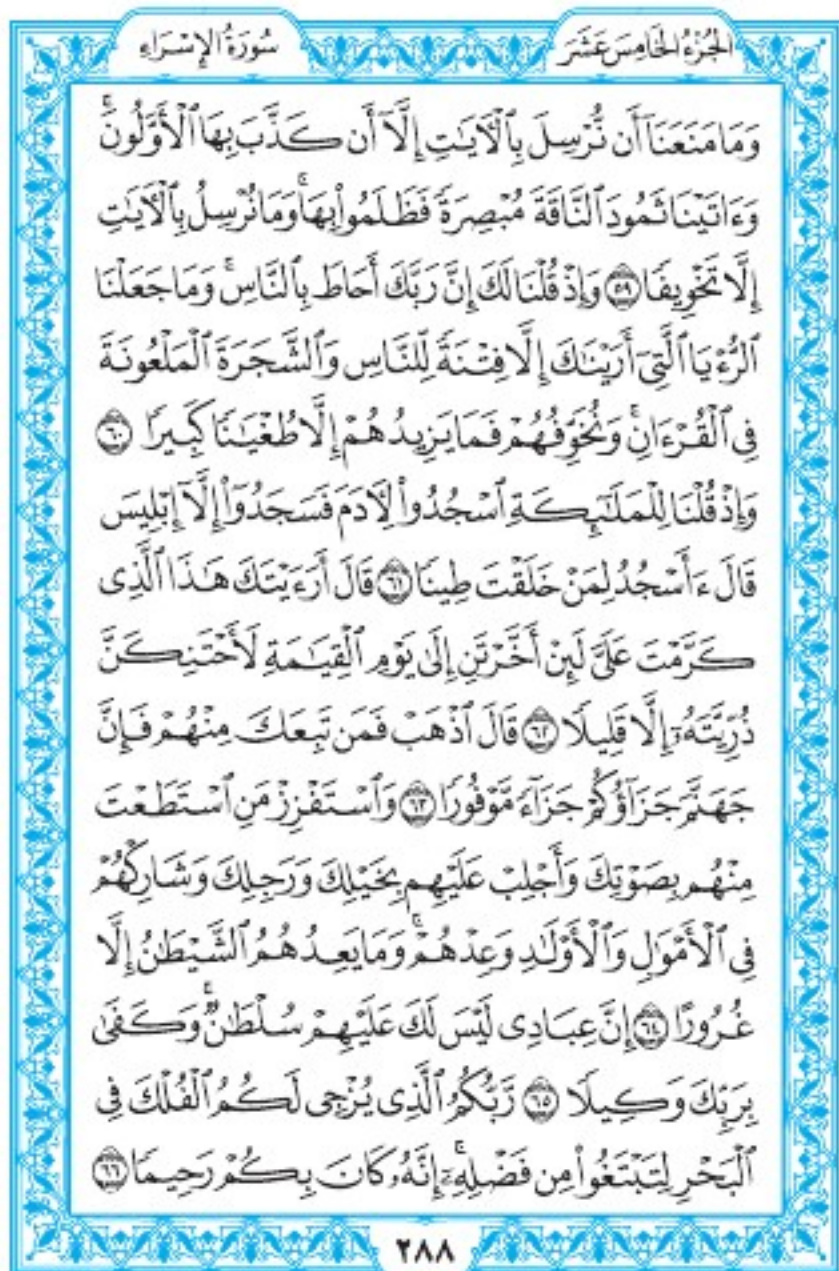 الجُزْءُ الخَامِسَ عَشَرَ
سُورَةُ الإِسْرَاءِ
وَمَا مَنَعَنَآ أَن نُّرْسِلَ بِٱلْأٓيَٰتِ إِلَّآ أَن كَذَّبَ بِهَا ٱلْأَوَّلُونَۚ
وَءَاتَيْنَا ثَمُودَ ٱلنَّاقَةَ مُبْصِرَةً فَظَلَمُوا۟ بِهَاۚ وَمَا نُرْسِلُ بِٱلْأٓيَٰتِ
إِلَّا تَخْوِيفًا ٥٩ وَإِذْ قُلْنَا لَكَ إِنَّ رَبَّكَ أَحَاطَ بِٱلنَّاسِۚ وَمَا جَعَلْنَا
ٱلرُّءْيَا ٱلَّتِىٓ أَرَيْنَٰكَ إِلَّا فِتْنَةً لِّلنَّاسِ وَٱلشَّجَرَةَ ٱلْمَلْعُونَةَ
فِى ٱلْقُرْءَانِۚ وَنُخَوِّفُهُمْ فَمَا يَزِيدُهُمْ إِلَّا طُغْيَٰنًا كَبِيرًا ٦٠
وَإِذْ قُلْنَا لِلْمَلَٰٓئِكَةِ ٱسْجُدُوا۟ لِأٓدَمَ فَسَجَدُوٓا۟ إِلَّآ إِبْلِيسَ
قَالَ ءَأَسْجُدُ لِمَنْ خَلَقْتَ طِينًا ٦١ قَالَ أَرَءَيْتَكَ هَٰذَا ٱلَّذِى
كَرَّمْتَ عَلَىَّ لَئِنْ أَخَّرْتَنِ إِلَىٰ يَوْمِ ٱلْقِيَٰمَةِ لَأَحْتَنِكَنَّ
ذُرِّيَّتَهُۥٓ إِلَّا قَلِيلًا ٦٢ قَالَ ٱذْهَبْ فَمَن تَبِعَكَ مِنْهُمْ فَإِنَّ
جَهَنَّمَ جَزَآؤُكُمْ جَزَآءً مَّوْفُورًا ٦٣ وَٱسْتَفْزِزْ مَنِ ٱسْتَطَعْتَ
مِنْهُم بِصَوْتِكَ وَأَجْلِبْ عَلَيْهِم بِخَيْلِكَ وَرَجِلِكَ وَشَارِكْهُمْ
فِى ٱلْأَمْوَٰلِ وَٱلْأَوْلَٰدِ وَعِدْهُمْۚ وَمَا يَعِدُهُمُ ٱلشَّيْطَٰنُ إِلَّا
غُرُورًا ٦٤ إِنَّ عِبَادِى لَيْسَ لَكَ عَلَيْهِمْ سُلْطَٰنٌۚ وَكَفَىٰ
بِرَبِّكَ وَكِيلًا ٦٥ رَّبُّكُمُ ٱلَّذِى يُزْجِى لَكُمُ ٱلْفُلْكَ فِى
ٱلْبَحْرِ لِتَبْتَغُوا۟ مِن فَضْلِهِۦٓۚ إِنَّهُۥ كَانَ بِكُمْ رَحِيمًا ٦٦
٢٨٨